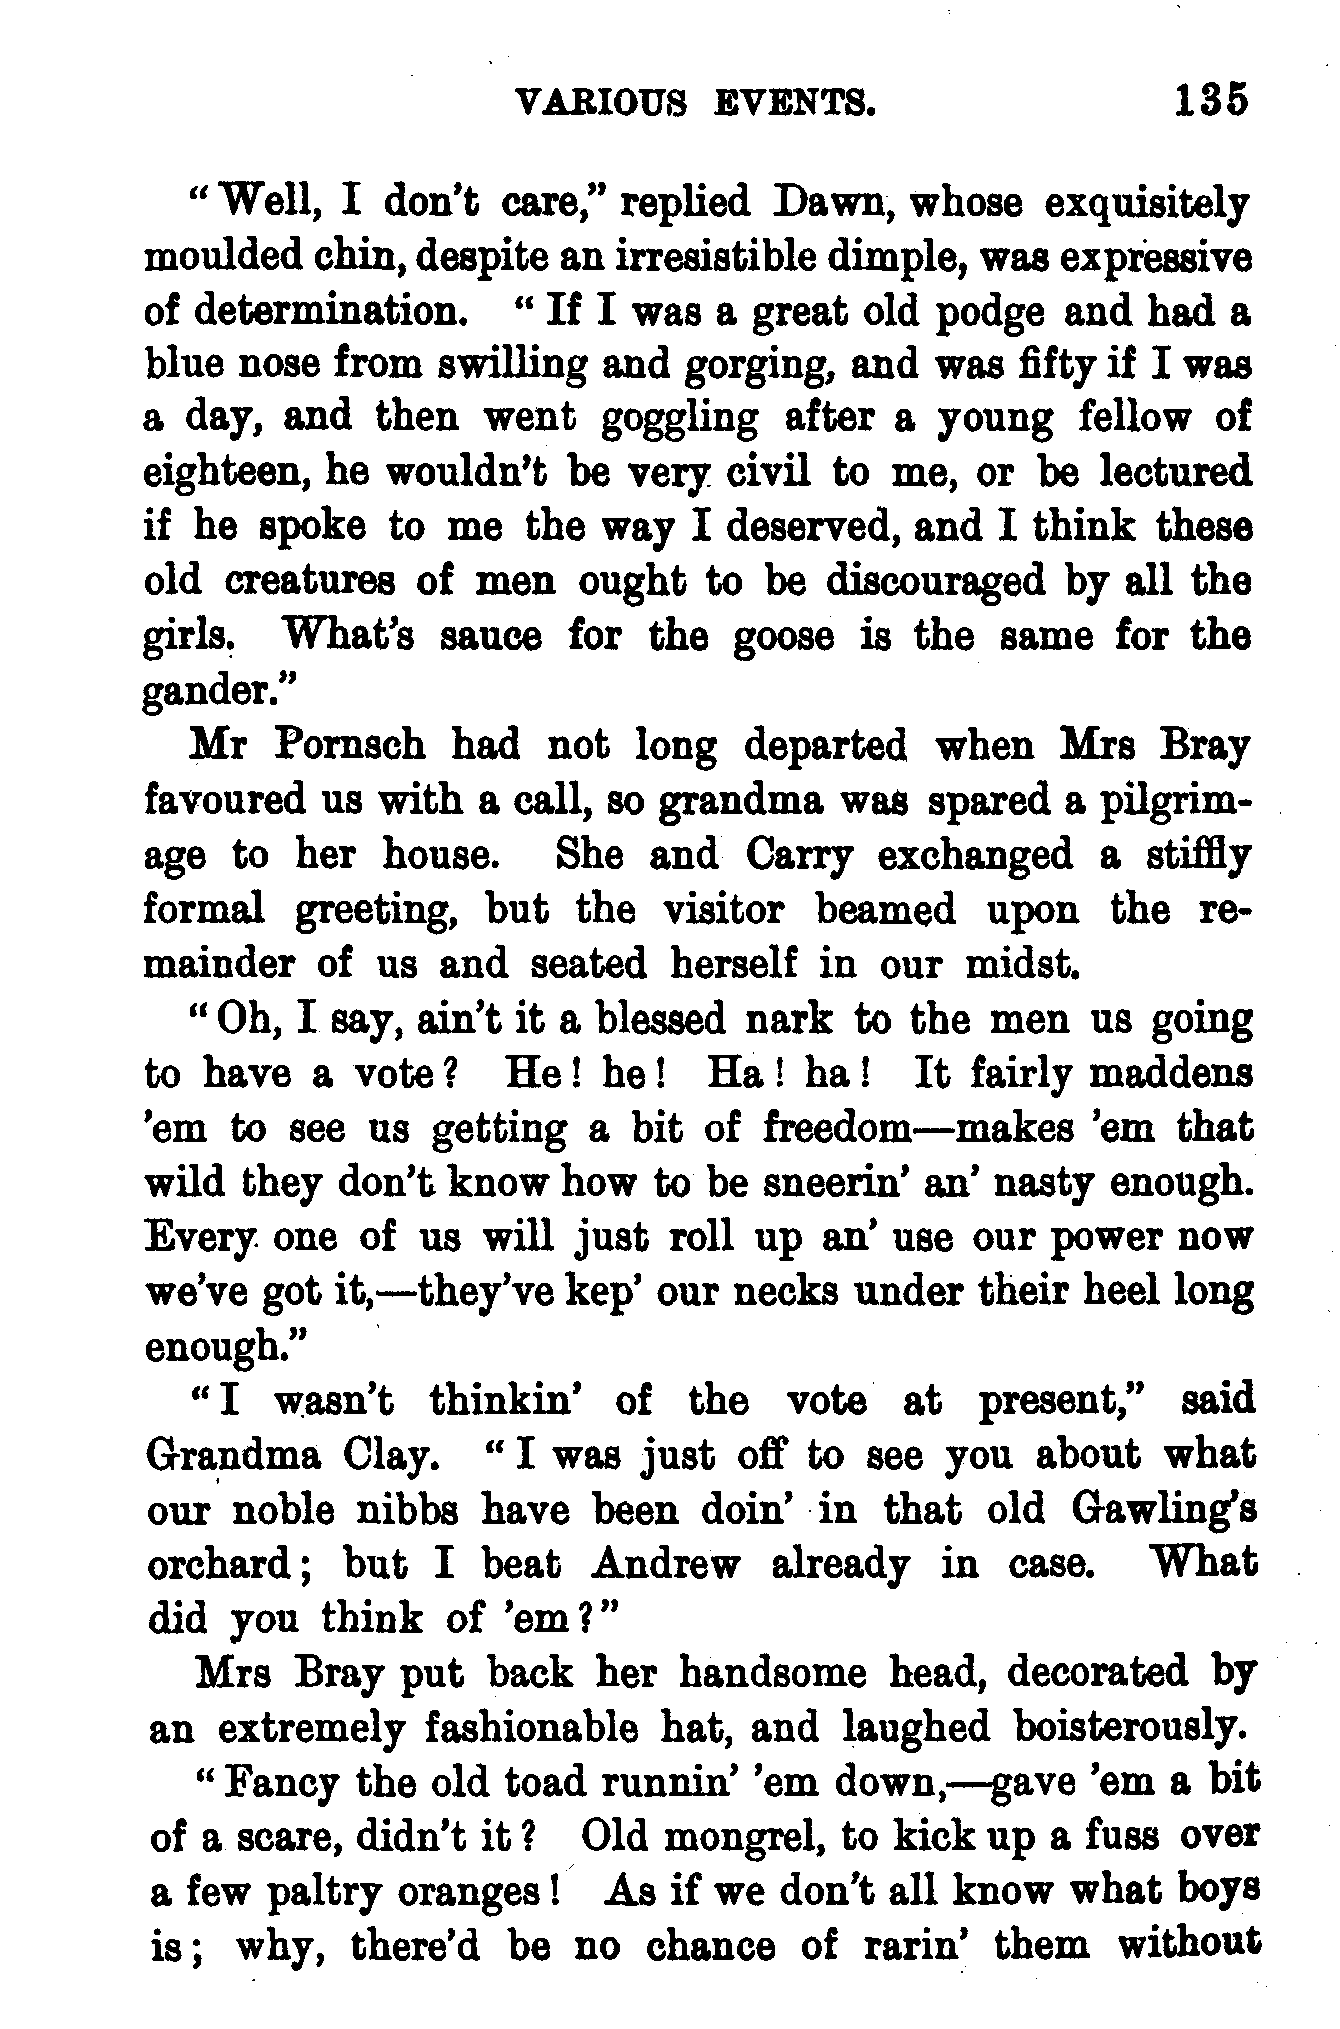 VARIOUS EVENTS. 135
“Well, I don’t care,” replied Dawn, whose exquisitely
moulded chin, despite an irresistible dimple, was expressive
of determination. “If I was a great old podge and had a
blue nose from swilling and gorging, and was fifty if I was
a day, and then went goggling after a young fellow of
eighteen, he wouldn’t be very civil to me, or be lectured
if he spoke to me the way I deserved, and I think these
old creatures of men ought to be discouraged by all the
girls. What’s sauce for the goose is the same for the
gander.”
Mr Pornsch had not long departed when Mrs Bray
favoured us with a call, so grandma was spared a pilgrim-
age to her house. She and Carry exchanged a stiffly
formal greeting, but the visitor beamed upon the re-
mainder of us and seated herself in our midst.
“Oh, I say, ain’t it a blessed nark to the men us going
to have a vote? He! he! Ha! ha! It fairly maddens
’em to see us getting a bit of freedom—makes ’em that
wild they don’t know how to be sneerin’ an’ nasty enough.
Every one of us will just roll up an’ use our power now
we’ve got it,—they’ve kep’ our necks under their heel long
enough.”
“I wasn’t thinkin’ of the vote at present,” said
Grandma Clay. “I was just off to see you about what
our noble nibbs have been doin’ in that old Gawling’s
orchard; but I beat Andrew already in case. What
did you think of ’em?”
Mrs Bray put back her handsome head, decorated by
an extremely fashionable hat, and laughed boisterously.
“Fancy the old toad runnin’ ’em down,—gave ’em a bit
of a scare, didn’t it? Old mongrel, to kick up a fuss over
a few paltry oranges! As if we don’t all know what boys
is; why, there’d be no chance of rarin’ them without